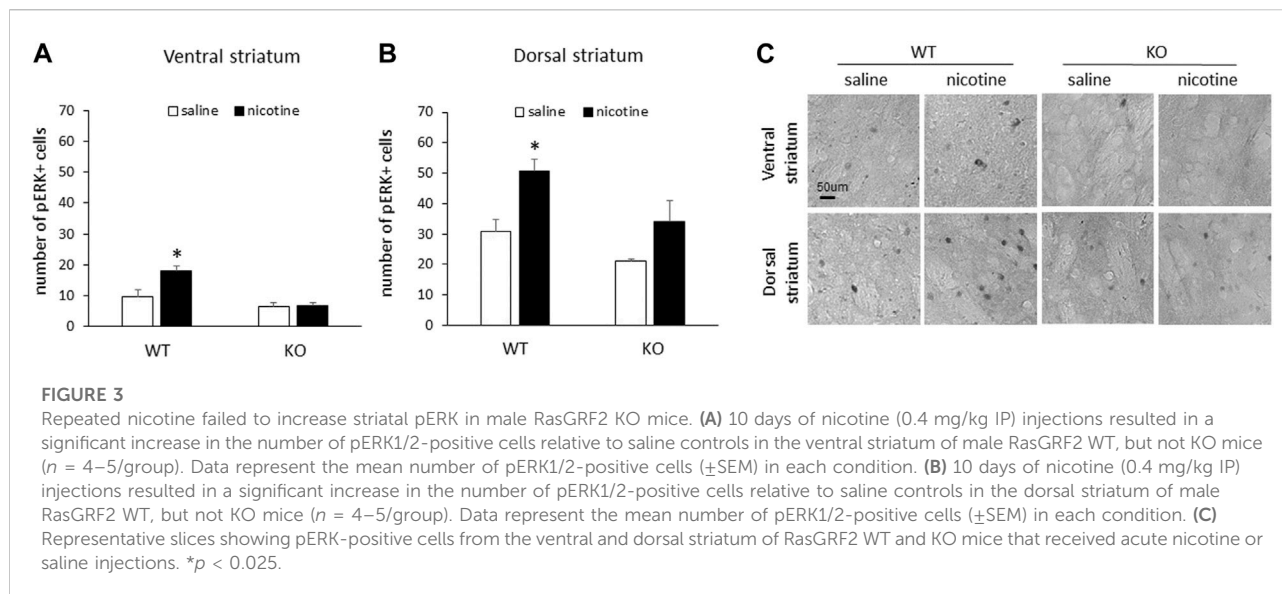 A
Ventral striatum
saline nicotine
number of pERK+ cells
70
60
50
40
30
20
10
0
*
WT KO
B
Dorsal striatum
saline nicotine
number of pERK+ cells
70
60
50
40
30
20
10
0
*
WT KO
C
WT KO
saline nicotine saline nicotine
Ventral
striatum
50um
Dorsal
striatum
FIGURE 3
Repeated nicotine failed to increase striatal pERK in male RasGRF2 KO mice. (A) 10 days of nicotine (0.4 mg/kg IP) injections resulted in a
significant increase in the number of pERK1/2-positive cells relative to saline controls in the ventral striatum of male RasGRF2 WT, but not KO mice
(n = 4–5/group). Data represent the mean number of pERK1/2-positive cells (±SEM) in each condition. (B) 10 days of nicotine (0.4 mg/kg IP)
injections resulted in a significant increase in the number of pERK1/2-positive cells relative to saline controls in the dorsal striatum of male
RasGRF2 WT, but not KO mice (n = 4–5/group). Data represent the mean number of pERK1/2-positive cells (±SEM) in each condition. (C)
Representative slices showing pERK-positive cells from the ventral and dorsal striatum of RasGRF2 WT and KO mice that received acute nicotine or
saline injections. *p < 0.025.